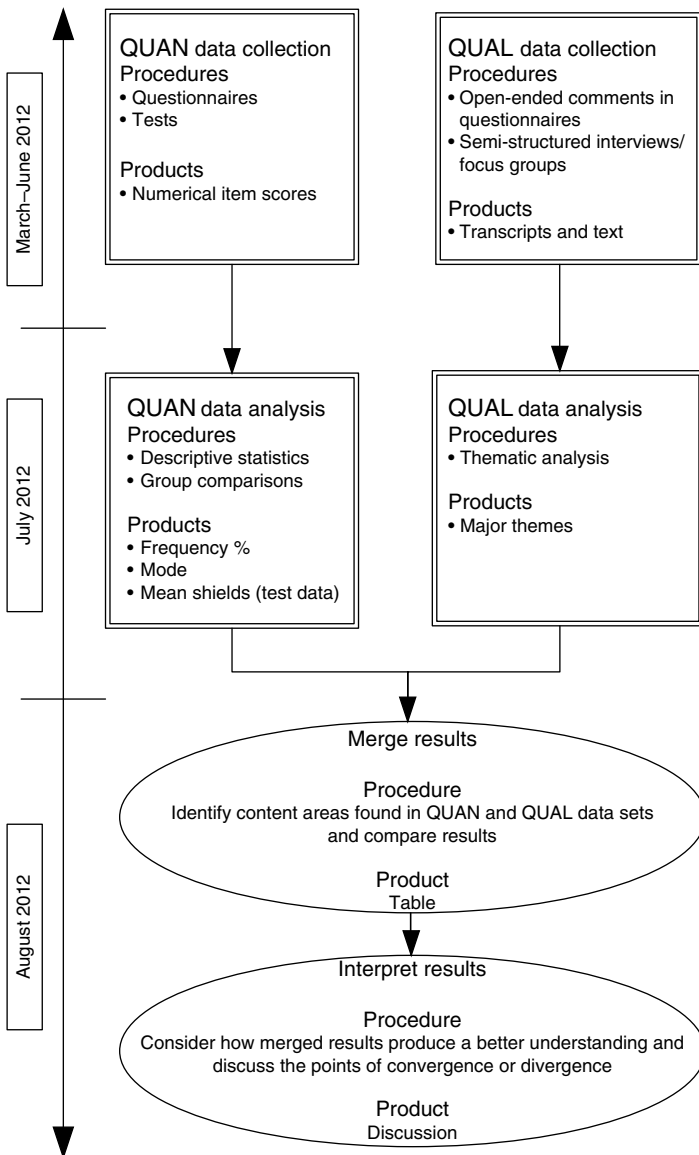 March–June 2012
QUAN data collection
Procedures
• Questionnaires
• Tests
Products
• Numerical item scores
QUAL data collection
Procedures
• Open-ended comments in
questionnaires
• Semi-structured interviews/
focus groups
Products
• Transcripts and text
July 2012
QUAN data analysis
Procedures
• Descriptive statistics
• Group comparisons
Products
• Frequency %
• Mode
• Mean shields (test data)
QUAL data analysis
Procedures
• Thematic analysis
Products
• Major themes
August 2012
Merge results
Procedure
Identify content areas found in QUAN and QUAL data sets
and compare results
Product
Table
Interpret results
Procedure
Consider how merged results produce a better understanding and
discuss the points of convergence or divergence
Product
Discussion